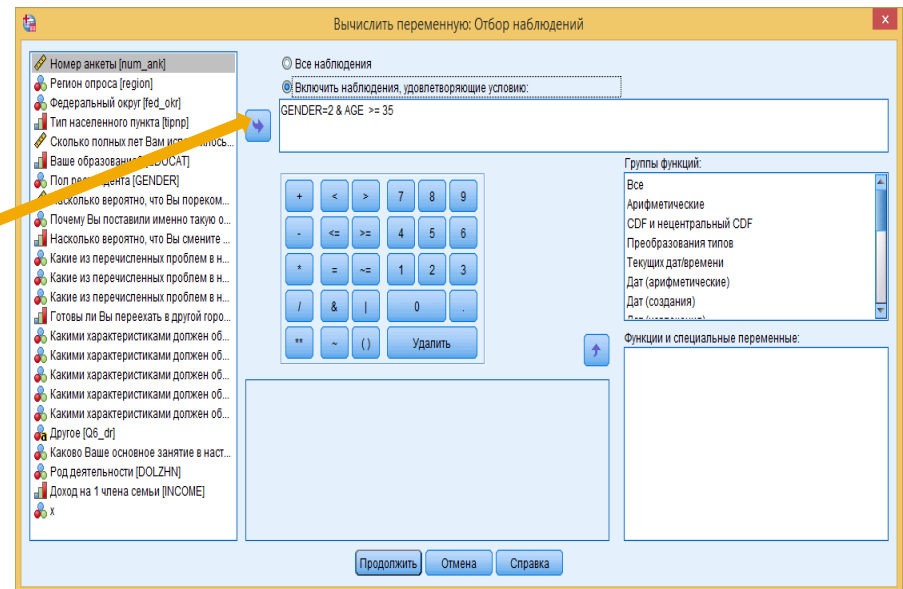 Вычислить переменную: Отбор наблюдений
x
Номер анкеты [num_ank]
Регион опроса [region]
Федеральный округ [fed_okr]
Тип населенного пункта [tipnp]
Сколько полных лет Вам
Ваше образование
Пол
Насколько вероятно, что Вы пореком...
Почему Вы поставили именно такую о...
Насколько вероятно, что Вы смените ...
Какие из перечисленных проблем в н...
Какие из перечисленных проблем в н...
Какие из перечисленных проблем в н...
Готовы ли Вы переехать в другой горо...
Какими характеристиками должен об...
Какими характеристиками должен об...
Какими характеристиками должен об...
Какими характеристиками должен об...
Какими характеристиками должен об...
Другое [Q6_dr]
Каково Ваше основное занятие в наст...
Род деятельности [DOLZHN]
Доход на 1 члена семьи [INCOME]
x
Все наблюдения
Включить наблюдения, удовлетворяющие условию:
GENDER=2 & AGE >= 35
+ < > 7 8 9
- <= >= 4 5 6
* = ~= 1 2 3
/ & | 0 .
** ~ () Удалить
Группы функций:
Все
Арифметические
CDF и нецентральный CDF
Преобразования типов
Текущих дат/времени
Дат (арифметические)
Дат (создания)
Функции и специальные переменные:
Продолжить Отмена Справка